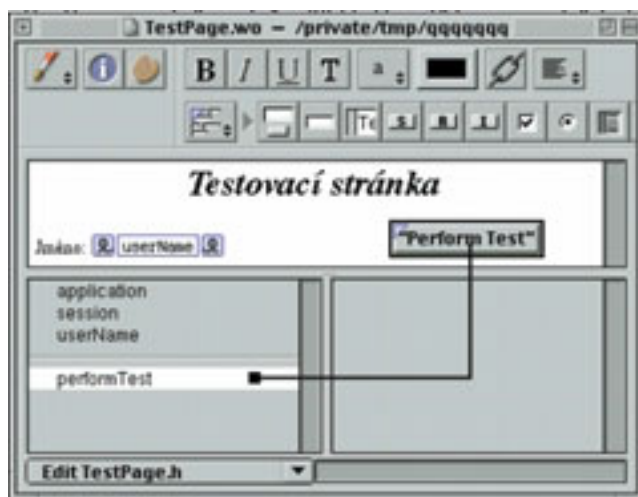 TestPage.wo — /private/tmp/qqqqqqq
B I U T a
S R I
Testovací stránka
Jméno: userName
"Perform Test"
application
session
userName
performTest
Edit TestPage.h